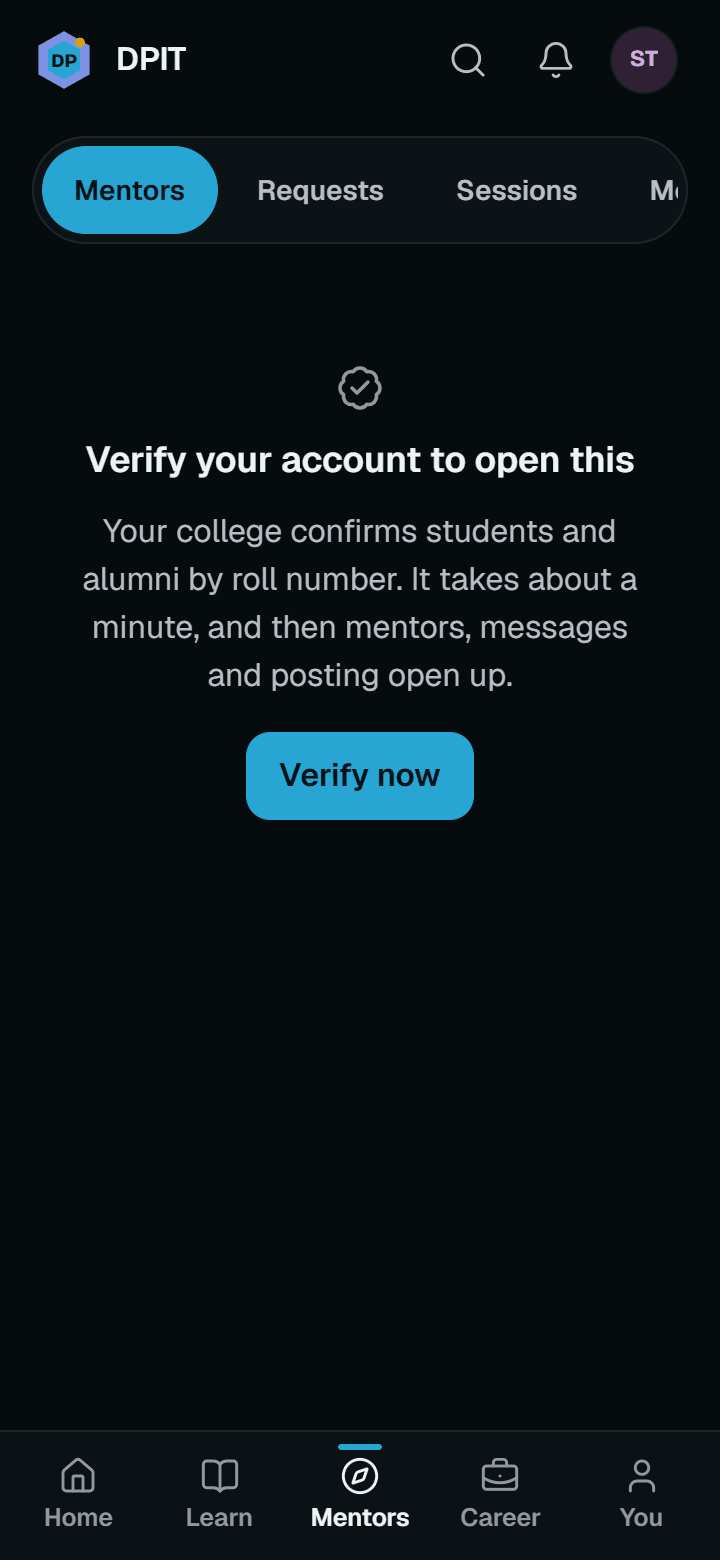 DP
DPIT
ST
Mentors
Requests
Sessions
Verify your account to open this
Your college confirms students and
alumni by roll number. It takes about a
minute, and then mentors, messages
and posting open up.
Verify now
Home
Learn
Mentors
Career
You